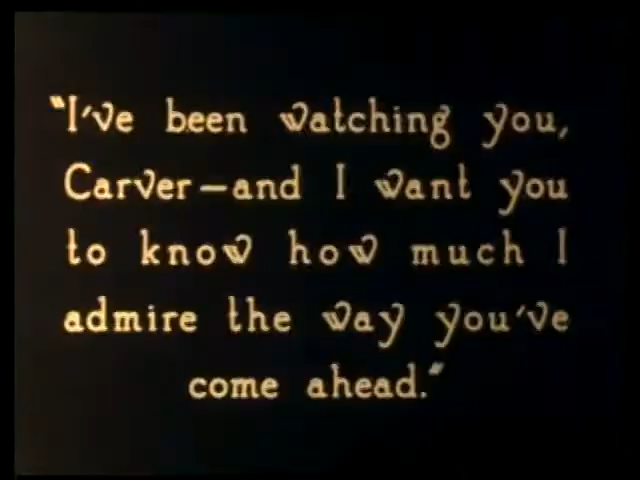 "I've been watching you,
Carver—and I want you
to know how much I
admire the way you've
come ahead."